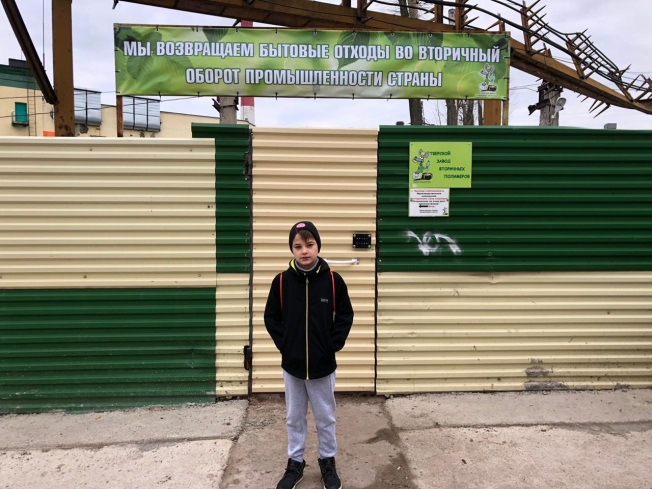 МЫ ВОЗВРАЩАЕМ БЫТОВЫЕ ОТХОДЫ ВО ВТОРИЧНЫЙ
ОБОРОТ ПРОМЫШЛЕННОСТИ СТРАНЫ
ТВЕРСКОЙ
ЗАВОД
ВТОРИЧНЫХ
ПОЛИМЕРОВ